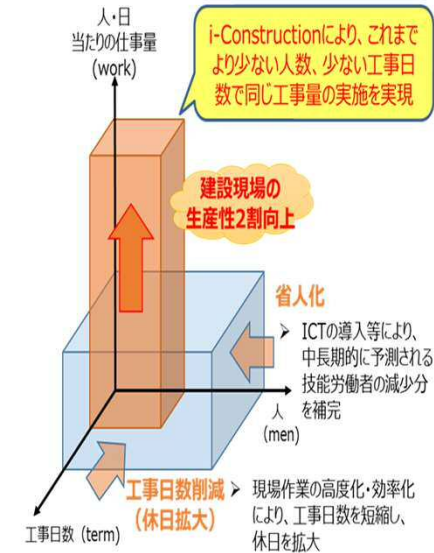 人・日
当たりの仕事量
(work)
i-Constructionにより、これまで
より少ない人数、少ない工事日
数で同じ工事量の実施を実現
建設現場の
生産性2割向上
省人化
➢ ICTの導入等により、
中長期的に予測される
技能労働者の減少分
を補完
人
(men)
工事日数削減
(休日拡大)
➢ 現場作業の高度化・効率化
により、工事日数を短縮し、
休日を拡大
工事日数 (term)